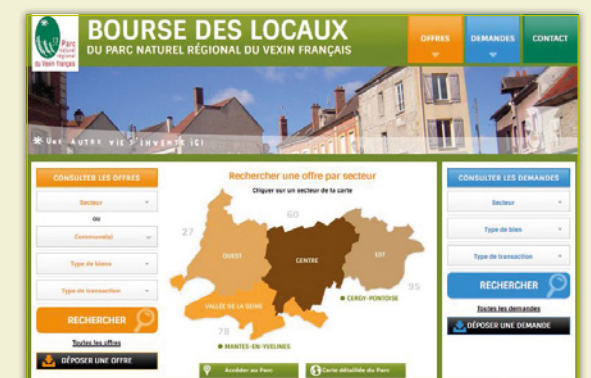 Parc
naturel
régional
du Vexin français
BOURSE DES LOCAUX
DU PARC NATUREL RÉGIONAL DU VEXIN FRANÇAIS
OFFRES
DEMANDES
CONTACT
UNE AUTRE VIE S'INVENTE ICI
CONSULTER LES OFFRES
Secteur
ou
Commune(s)
Type de biens
Type de transaction
RECHERCHER
Toutes les offres
DÉPOSER UNE OFFRE
Rechercher une offre par secteur
Cliquer sur un secteur de la carte
60
27
OUEST
CENTRE
EST
95
VALLÉE DE LA SEINE
CERGY-PONTOISE
78
MANTES-EN-YVELINES
Accéder au Parc
Carte détaillée du Parc
CONSULTER LES DEMANDES
Secteur
Type de bien
Type de transaction
RECHERCHER
Toutes les demandes
DÉPOSER UNE DEMANDE